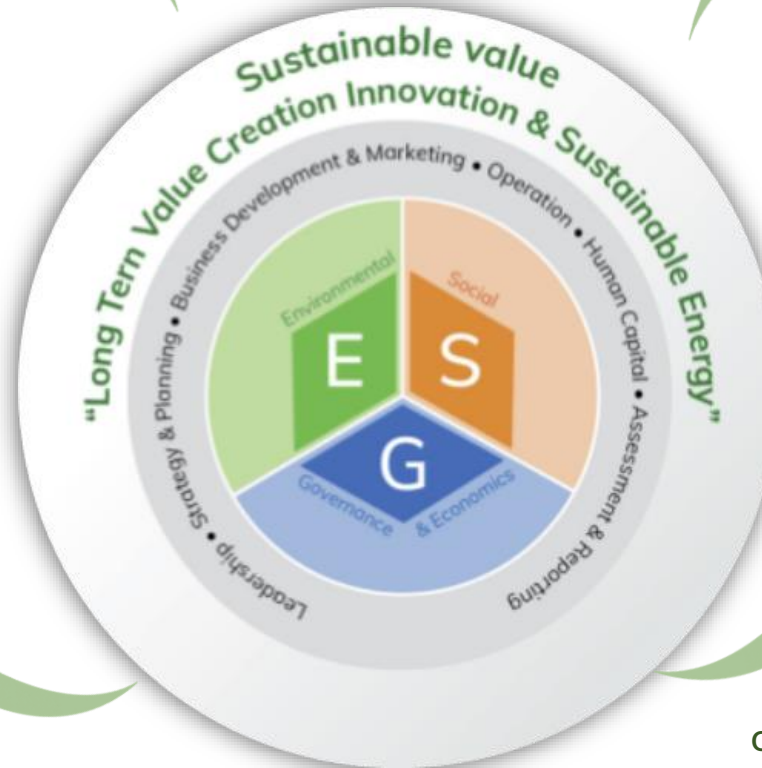 Sustainable value
“Long Tern Value Creation Innovation & Sustainable Energy”
Leadership • Strategy & Planning • Business Development & Marketing • Operation • Human Capital • Assessment & Reporting
Environmental
Social
E
S
G
Governance & Economics